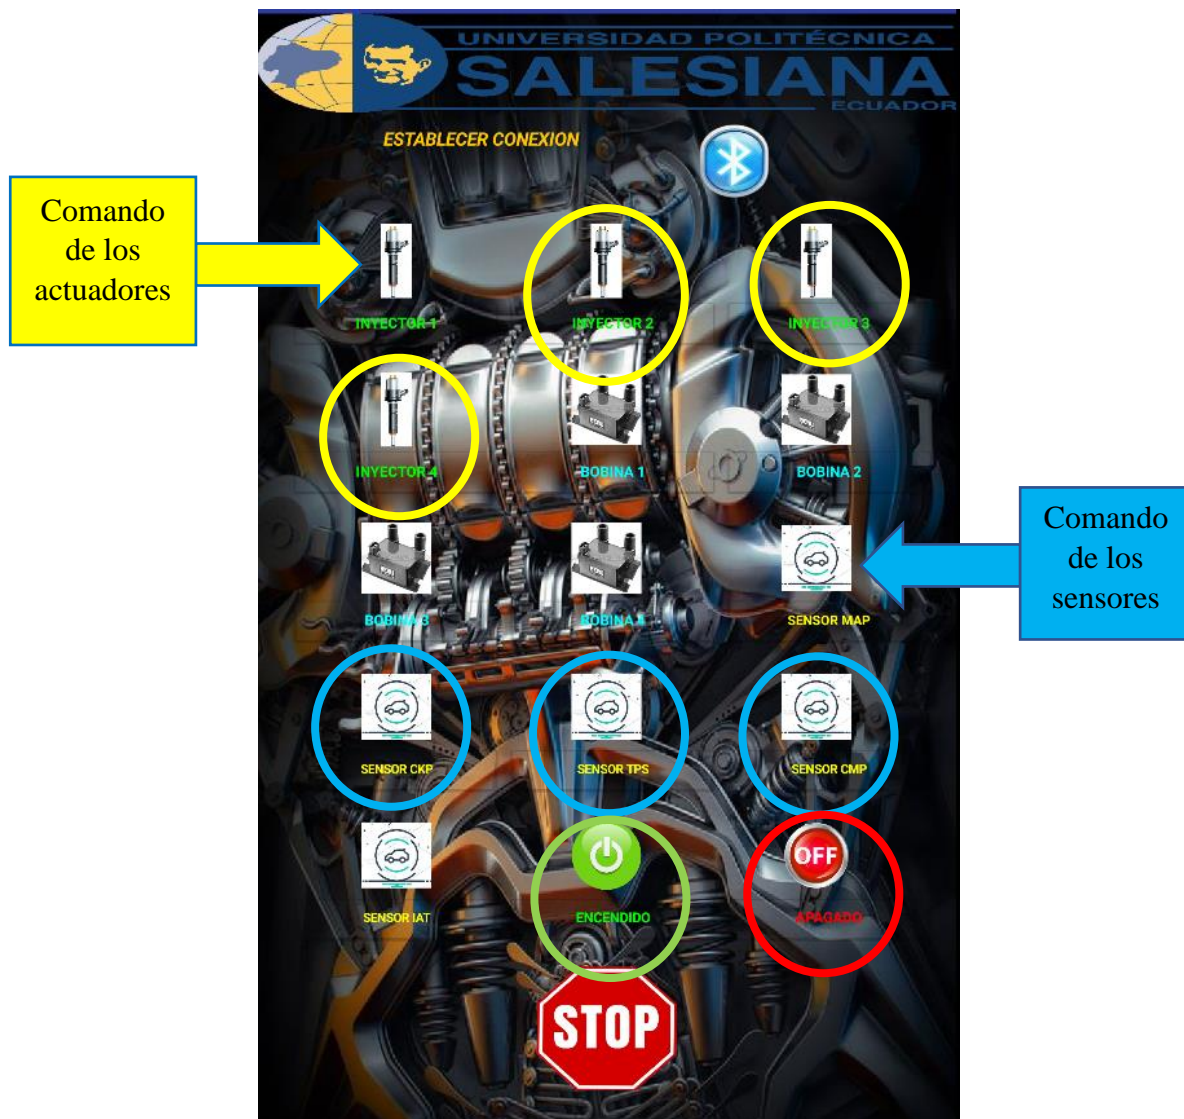 UNIVERSIDAD POLITÉCNICA
SALESIANA
ECUADOR
ESTABLECER CONEXION
Comando
de los
actuadores
INYECTOR 1
INYECTOR 2
INYECTOR 3
INYECTOR 4
BOBINA 1
BOBINA 2
Comando
de los
sensores
BOBINA 3
BOBINA 4
SENSOR MAP
SENSOR CKP
SENSOR TPS
SENSOR CMP
OFF
SENSOR IAT
ENCENDIDO
APAGADO
STOP